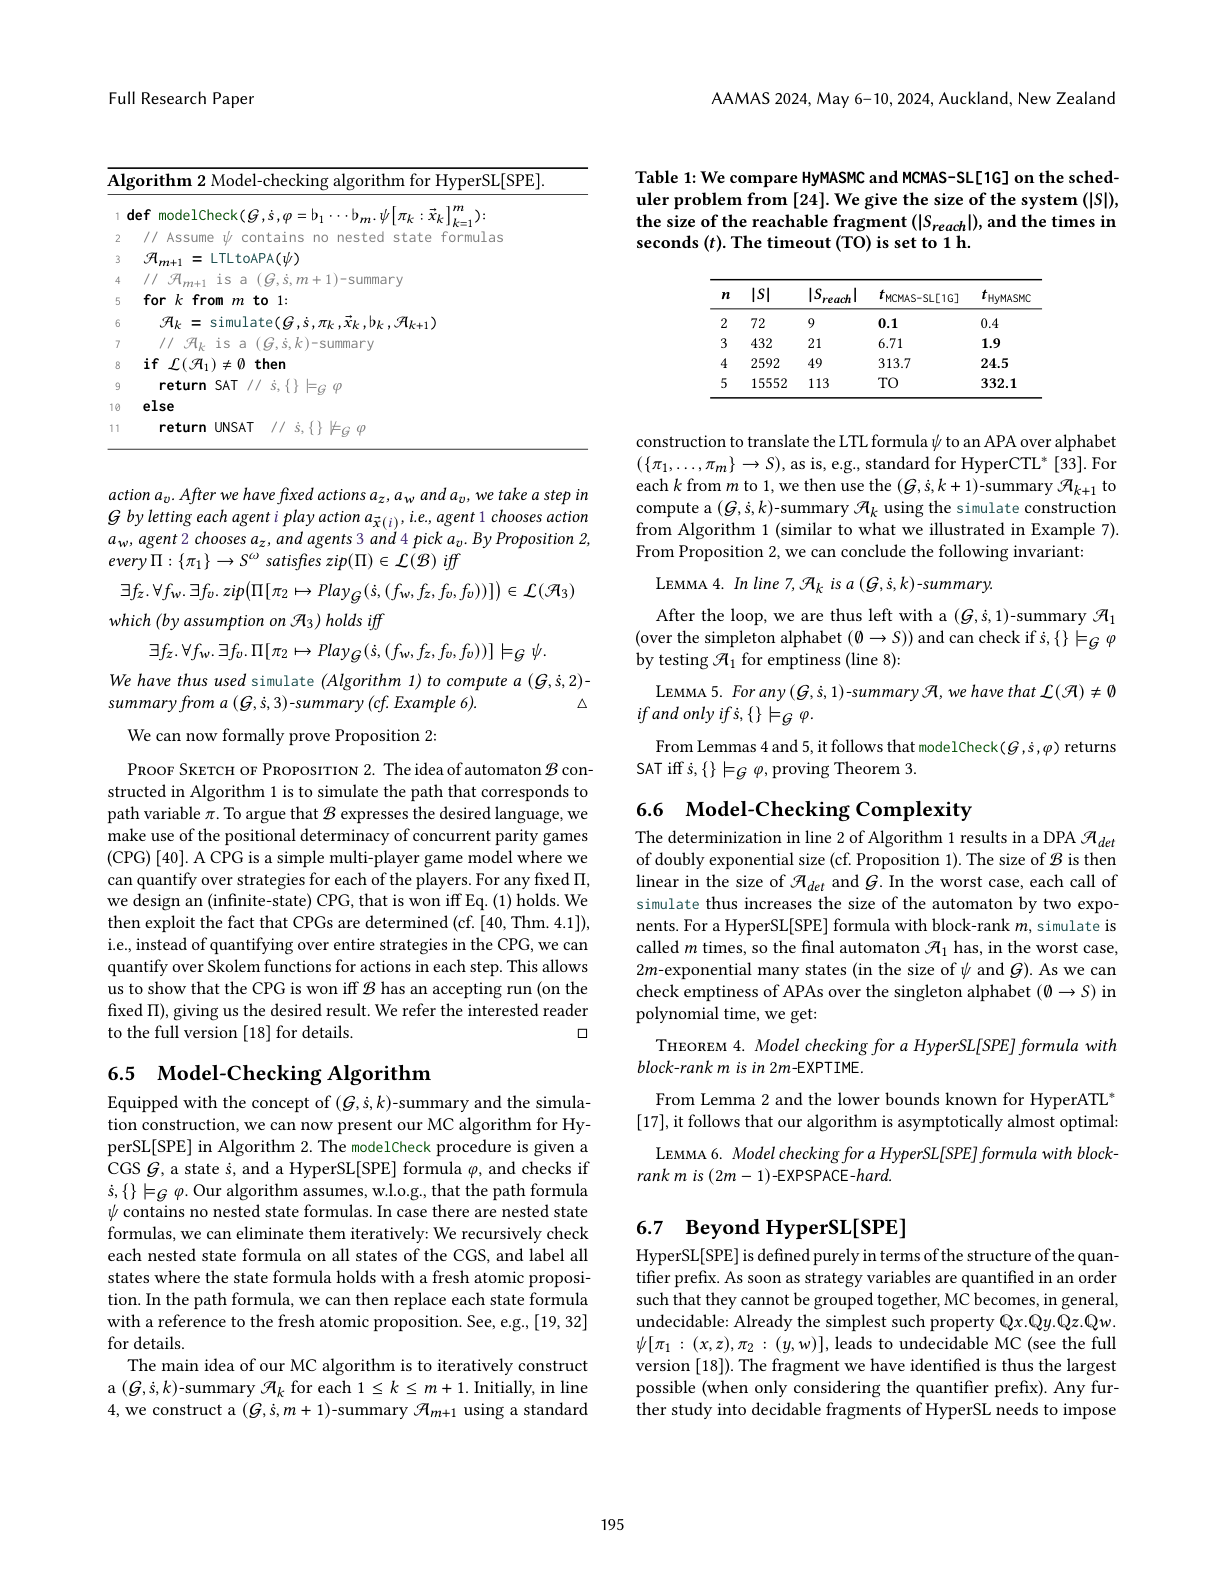 Full Research Paper
AAMAS 2024, May 6–10, 2024, Auckland, New Zealand
Algorithm 2 Model-checking algorithm for HyperSL[SPE].
1 def modelCheck(𝒢, ṡ, φ = ♭₁ ⋯ ♭ₘ. ψ[πₖ : x⃗ₖ]ᵐₖ₌₁):
2 // Assume ψ contains no nested state formulas
3 𝒜ₘ₊₁ = LTLtoAPA(ψ)
4 // 𝒜ₘ₊₁ is a (𝒢, ṡ, m + 1)-summary
5 for k from m to 1:
6 𝒜ₖ = simulate(𝒢, ṡ, πₖ, x⃗ₖ, ♭ₖ, 𝒜ₖ₊₁)
7 // 𝒜ₖ is a (𝒢, ṡ, k)-summary
8 if ℒ(𝒜₁) ≠ ∅ then
9 return SAT // ṡ, {} ⊨𝒢 φ
10 else
11 return UNSAT // ṡ, {} ⊭𝒢 φ
action aᵥ. After we have fixed actions a_z, a_w and a_v, we take a step in
𝒢 by letting each agent i play action a_x⃗(i), i.e., agent 1 chooses action
a_w, agent 2 chooses a_z, and agents 3 and 4 pick a_v. By Proposition 2,
every Π : {π₁} → S^ω satisfies zip(Π) ∈ ℒ(ℬ) iff
∃f_z. ∀f_w. ∃f_v. zip(Π[π₂ ↦ Play_𝒢(ṡ, (f_w, f_z, f_v, f_v))]) ∈ ℒ(𝒜₃)
which (by assumption on 𝒜₃) holds iff
∃f_z. ∀f_w. ∃f_v. Π[π₂ ↦ Play_𝒢(ṡ, (f_w, f_z, f_v, f_v))] ⊨𝒢 ψ.
We have thus used simulate (Algorithm 1) to compute a (𝒢, ṡ, 2)-
summary from a (𝒢, ṡ, 3)-summary (cf. Example 6). △
We can now formally prove Proposition 2:
Proof Sketch of Proposition 2. The idea of automaton ℬ con-
structed in Algorithm 1 is to simulate the path that corresponds to
path variable π. To argue that ℬ expresses the desired language, we
make use of the positional determinacy of concurrent parity games
(CPG) [40]. A CPG is a simple multi-player game model where we
can quantify over strategies for each of the players. For any fixed Π,
we design an (infinite-state) CPG, that is won iff Eq. (1) holds. We
then exploit the fact that CPGs are determined (cf. [40, Thm. 4.1]),
i.e., instead of quantifying over entire strategies in the CPG, we can
quantify over Skolem functions for actions in each step. This allows
us to show that the CPG is won iff ℬ has an accepting run (on the
fixed Π), giving us the desired result. We refer the interested reader
to the full version [18] for details. □
6.5 Model-Checking Algorithm
Equipped with the concept of (𝒢, ṡ, k)-summary and the simula-
tion construction, we can now present our MC algorithm for Hy-
perSL[SPE] in Algorithm 2. The modelCheck procedure is given a
CGS 𝒢, a state ṡ, and a HyperSL[SPE] formula φ, and checks if
ṡ, {} ⊨𝒢 φ. Our algorithm assumes, w.l.o.g., that the path formula
ψ contains no nested state formulas. In case there are nested state
formulas, we can eliminate them iteratively: We recursively check
each nested state formula on all states of the CGS, and label all
states where the state formula holds with a fresh atomic proposi-
tion. In the path formula, we can then replace each state formula
with a reference to the fresh atomic proposition. See, e.g., [19, 32]
for details.
The main idea of our MC algorithm is to iteratively construct
a (𝒢, ṡ, k)-summary 𝒜ₖ for each 1 ≤ k ≤ m + 1. Initially, in line
4, we construct a (𝒢, ṡ, m + 1)-summary 𝒜ₘ₊₁ using a standard
Table 1: We compare HyMASMC and MCMAS-SL[1G] on the sched-
uler problem from [24]. We give the size of the system (|S|),
the size of the reachable fragment (|S_reach|), and the times in
seconds (t). The timeout (TO) is set to 1 h.
n |S| |S_reach| t_MCMAS-SL[1G] t_HyMASMC
2 72 9 0.1 0.4
3 432 21 6.71 1.9
4 2592 49 313.7 24.5
5 15552 113 TO 332.1
construction to translate the LTL formula ψ to an APA over alphabet
({π₁, . . . , πₘ} → S), as is, e.g., standard for HyperCTL* [33]. For
each k from m to 1, we then use the (𝒢, ṡ, k + 1)-summary 𝒜ₖ₊₁ to
compute a (𝒢, ṡ, k)-summary 𝒜ₖ using the simulate construction
from Algorithm 1 (similar to what we illustrated in Example 7).
From Proposition 2, we can conclude the following invariant:
Lemma 4. In line 7, 𝒜ₖ is a (𝒢, ṡ, k)-summary.
After the loop, we are thus left with a (𝒢, ṡ, 1)-summary 𝒜₁
(over the simpleton alphabet (∅ → S)) and can check if ṡ, {} ⊨𝒢 φ
by testing 𝒜₁ for emptiness (line 8):
Lemma 5. For any (𝒢, ṡ, 1)-summary 𝒜, we have that ℒ(𝒜) ≠ ∅
if and only if ṡ, {} ⊨𝒢 φ.
From Lemmas 4 and 5, it follows that modelCheck(𝒢, ṡ, φ) returns
SAT iff ṡ, {} ⊨𝒢 φ, proving Theorem 3.
6.6 Model-Checking Complexity
The determinization in line 2 of Algorithm 1 results in a DPA 𝒜_det
of doubly exponential size (cf. Proposition 1). The size of ℬ is then
linear in the size of 𝒜_det and 𝒢. In the worst case, each call of
simulate thus increases the size of the automaton by two expo-
nents. For a HyperSL[SPE] formula with block-rank m, simulate is
called m times, so the final automaton 𝒜₁ has, in the worst case,
2m-exponential many states (in the size of ψ and 𝒢). As we can
check emptiness of APAs over the singleton alphabet (∅ → S) in
polynomial time, we get:
Theorem 4. Model checking for a HyperSL[SPE] formula with
block-rank m is in 2m-EXPTIME.
From Lemma 2 and the lower bounds known for HyperATL*
[17], it follows that our algorithm is asymptotically almost optimal:
Lemma 6. Model checking for a HyperSL[SPE] formula with block-
rank m is (2m − 1)-EXPSPACE-hard.
6.7 Beyond HyperSL[SPE]
HyperSL[SPE] is defined purely in terms of the structure of the quan-
tifier prefix. As soon as strategy variables are quantified in an order
such that they cannot be grouped together, MC becomes, in general,
undecidable: Already the simplest such property ℚx.ℚy.ℚz.ℚw.
ψ[π₁ : (x, z), π₂ : (y, w)], leads to undecidable MC (see the full
version [18]). The fragment we have identified is thus the largest
possible (when only considering the quantifier prefix). Any fur-
ther study into decidable fragments of HyperSL needs to impose
195